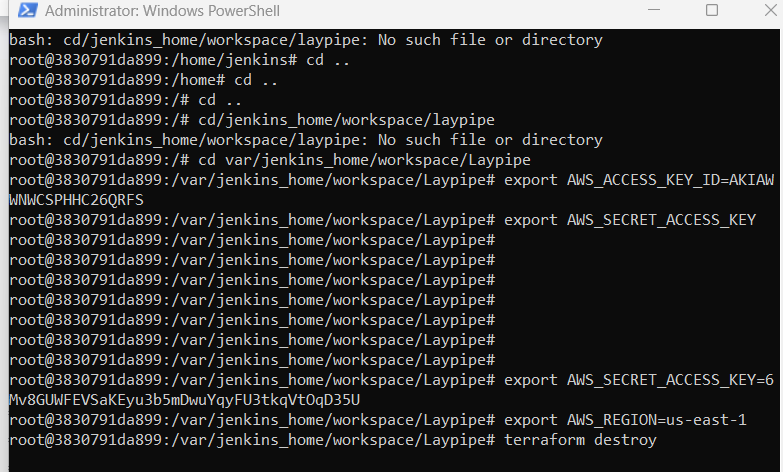 Administrator: Windows PowerShell
bash: cd/jenkins_home/workspace/laypipe: No such file or directory
root@3830791da899:/home/jenkins# cd ..
root@3830791da899:/home# cd ..
root@3830791da899:/# cd ..
root@3830791da899:/# cd/jenkins_home/workspace/laypipe
bash: cd/jenkins_home/workspace/laypipe: No such file or directory
root@3830791da899:/# cd var/jenkins_home/workspace/Laypipe
root@3830791da899:/var/jenkins_home/workspace/Laypipe# export AWS_ACCESS_KEY_ID=AKIAW
WNWCSPHHC26QRFS
root@3830791da899:/var/jenkins_home/workspace/Laypipe# export AWS_SECRET_ACCESS_KEY
root@3830791da899:/var/jenkins_home/workspace/Laypipe#
root@3830791da899:/var/jenkins_home/workspace/Laypipe#
root@3830791da899:/var/jenkins_home/workspace/Laypipe#
root@3830791da899:/var/jenkins_home/workspace/Laypipe#
root@3830791da899:/var/jenkins_home/workspace/Laypipe#
root@3830791da899:/var/jenkins_home/workspace/Laypipe#
root@3830791da899:/var/jenkins_home/workspace/Laypipe#
root@3830791da899:/var/jenkins_home/workspace/Laypipe# export AWS_SECRET_ACCESS_KEY=6
Mv8GUWFEVSaKEyu3b5mDwuYqyFU3tkqVtOqD35U
root@3830791da899:/var/jenkins_home/workspace/Laypipe# export AWS_REGION=us-east-1
root@3830791da899:/var/jenkins_home/workspace/Laypipe# terraform destroy